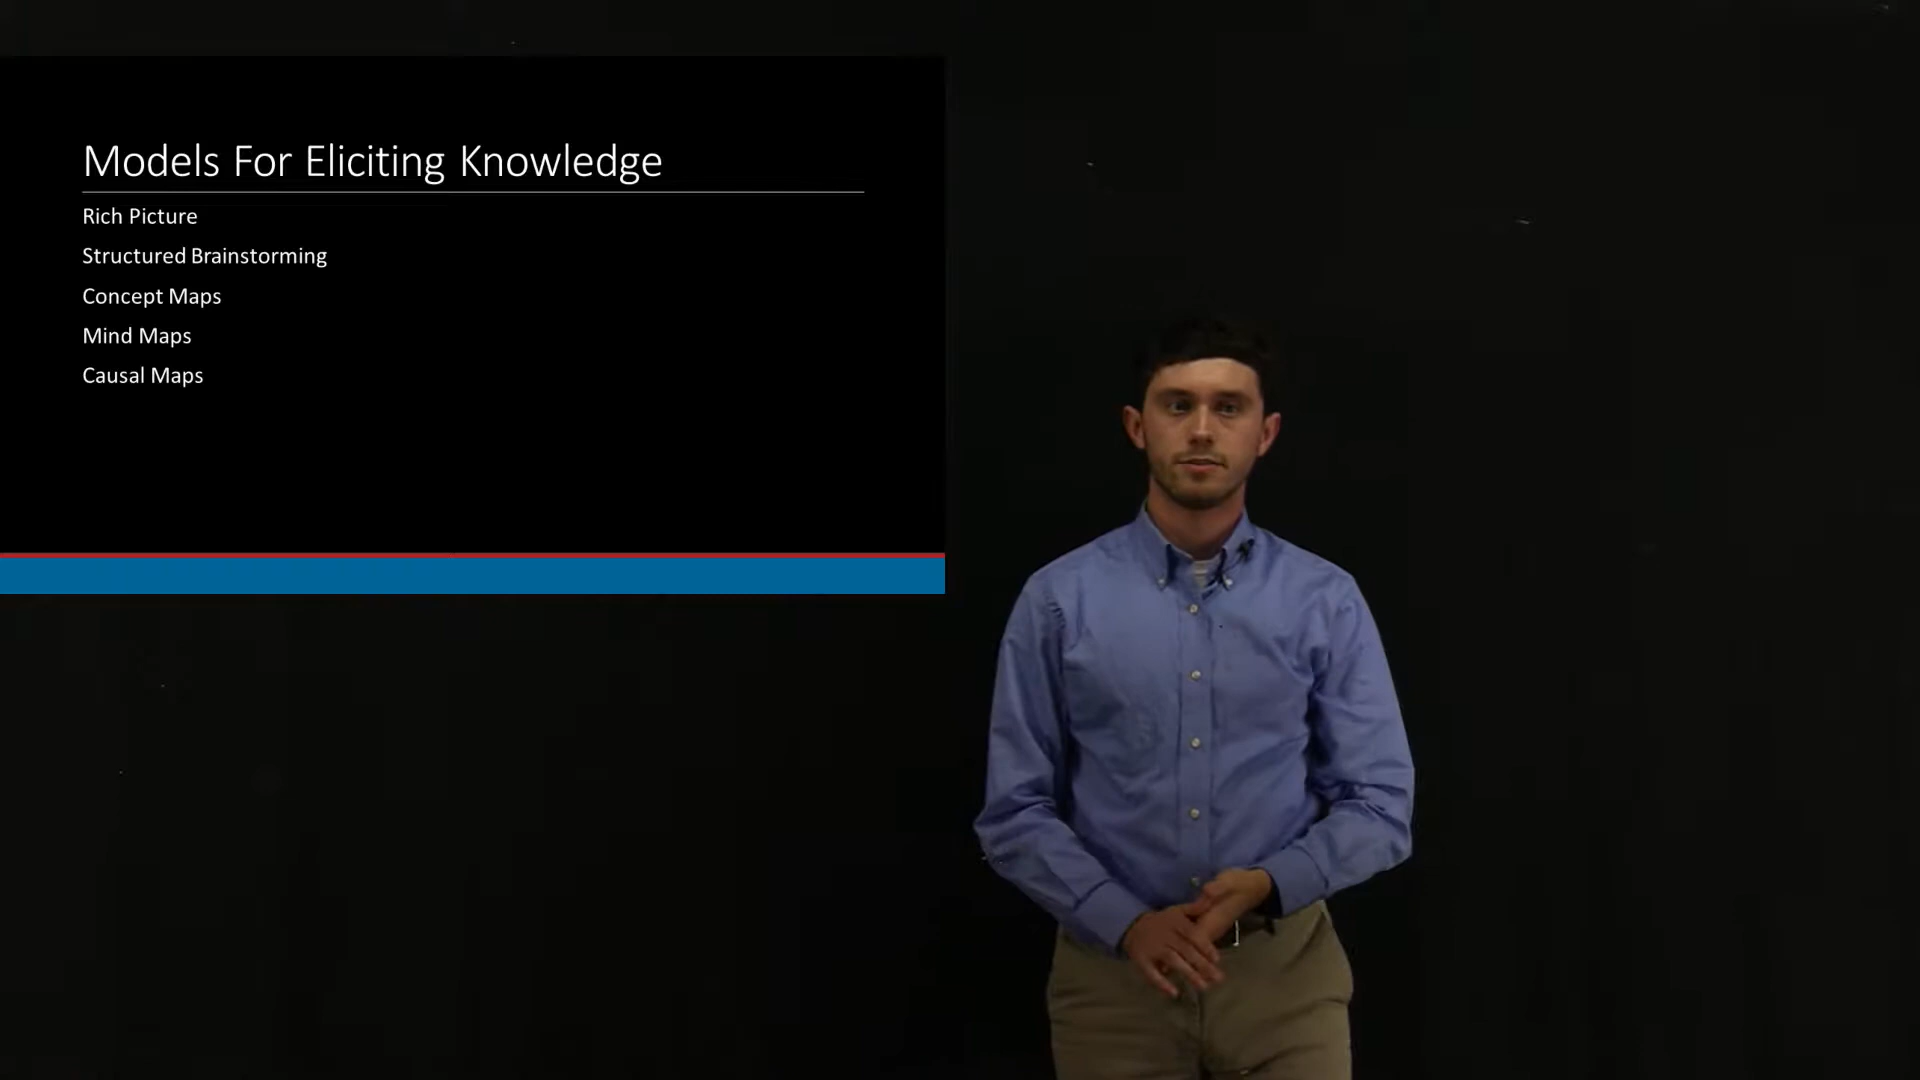 Models For Eliciting Knowledge
Rich Picture
Structured Brainstorming
Concept Maps
Mind Maps
Causal Maps